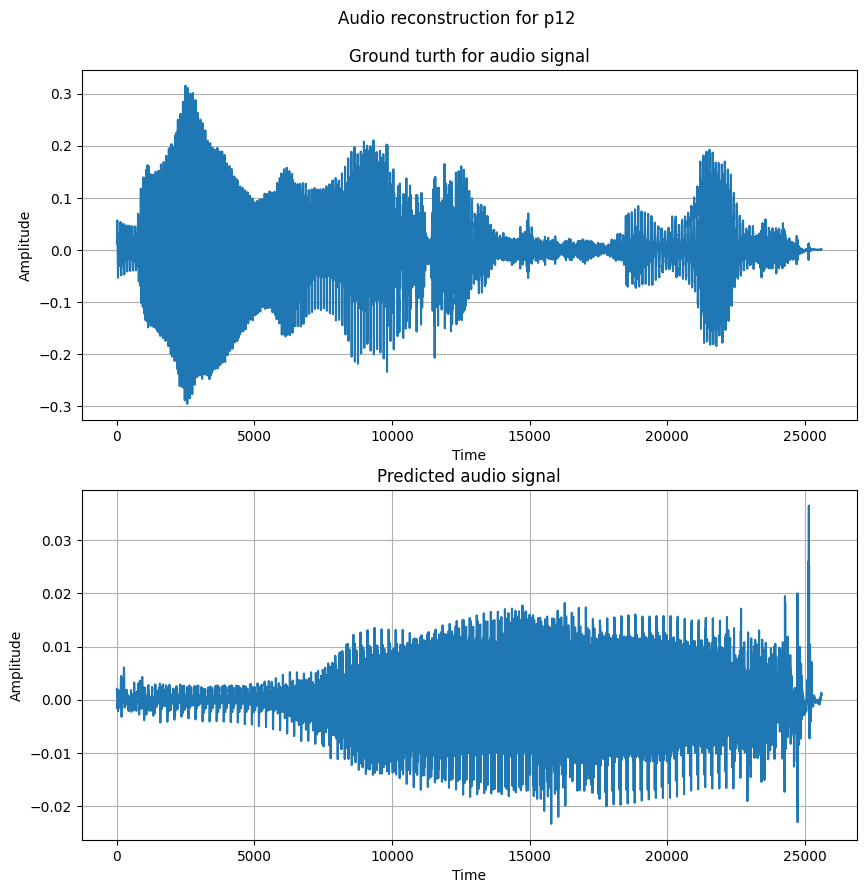 Audio reconstruction for p12
Ground turth for audio signal
0.3
0.2
0.1
0.0
−0.1
−0.2
−0.3
Amplitude
0 5000 10000 15000 20000 25000
Time
Predicted audio signal
0.03
0.02
0.01
0.00
−0.01
−0.02
Amplitude
0 5000 10000 15000 20000 25000
Time